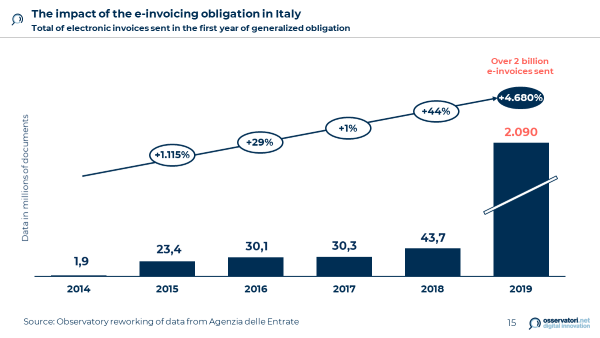 The impact of the e-invoicing obligation in Italy
Total of electronic invoices sent in the first year of generalized obligation
Over 2 billion
e-invoices sent
+4.680%
+44%
+1%
+29%
+1.115%
2.090
43,7
30,3
30,1
23,4
1,9
Data in millions of documents
2014 2015 2016 2017 2018 2019
Source: Observatory reworking of data from Agenzia delle Entrate
15
osservatori.net
digital innovation